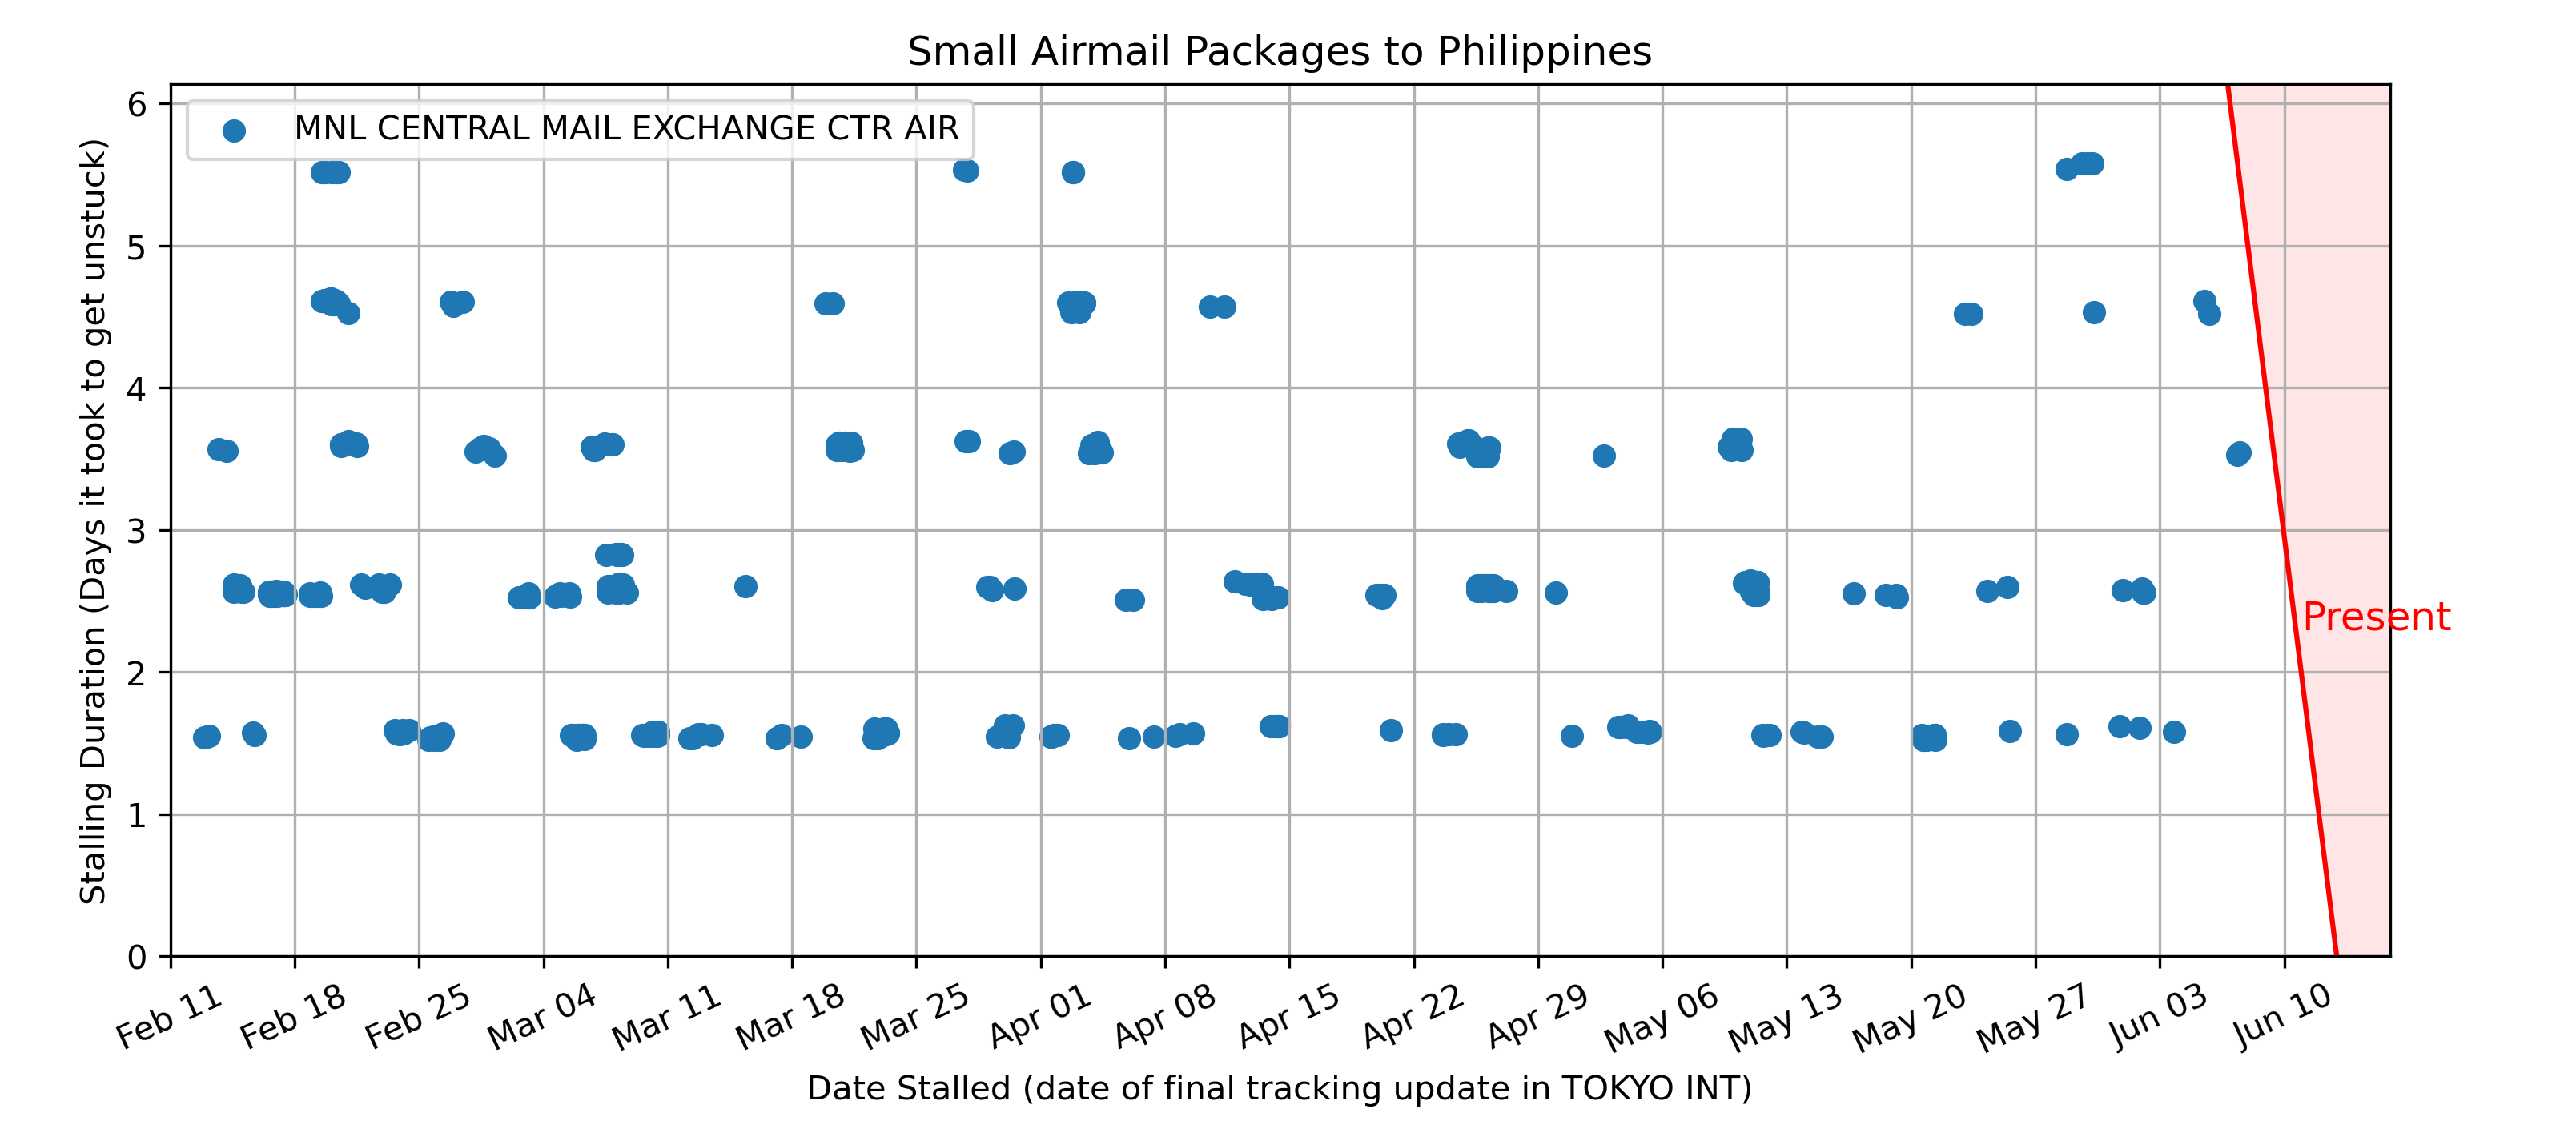 Small Airmail Packages to Philippines
MNL CENTRAL MAIL EXCHANGE CTR AIR
Stalling Duration (Days it took to get unstuck)
6
5
4
3
2
1
0
Present
Feb 11 Feb 18 Feb 25 Mar 04 Mar 11 Mar 18 Mar 25 Apr 01 Apr 08 Apr 15 Apr 22 Apr 29 May 06 May 13 May 20 May 27 Jun 03 Jun 10
Date Stalled (date of final tracking update in TOKYO INT)